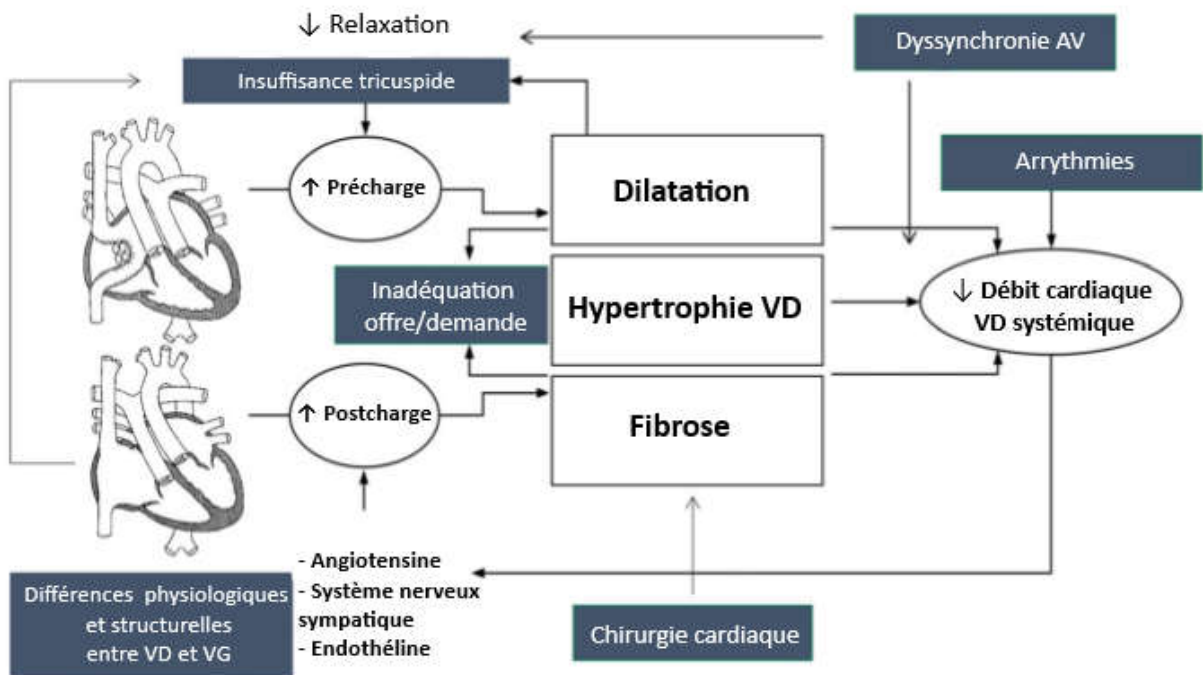 ↓ Relaxation
Dyssynchronie AV
Insuffisance tricuspide
Arrythmies
↑ Précharge
Dilatation
Inadéquation
offre/demande
Hypertrophie VD
↓ Débit cardiaque
VD systémique
↑ Postcharge
Fibrose
- Angiotensine
- Système nerveux
sympatique
- Endothéline
Différences physiologiques
et structurelles
entre VD et VG
Chirurgie cardiaque